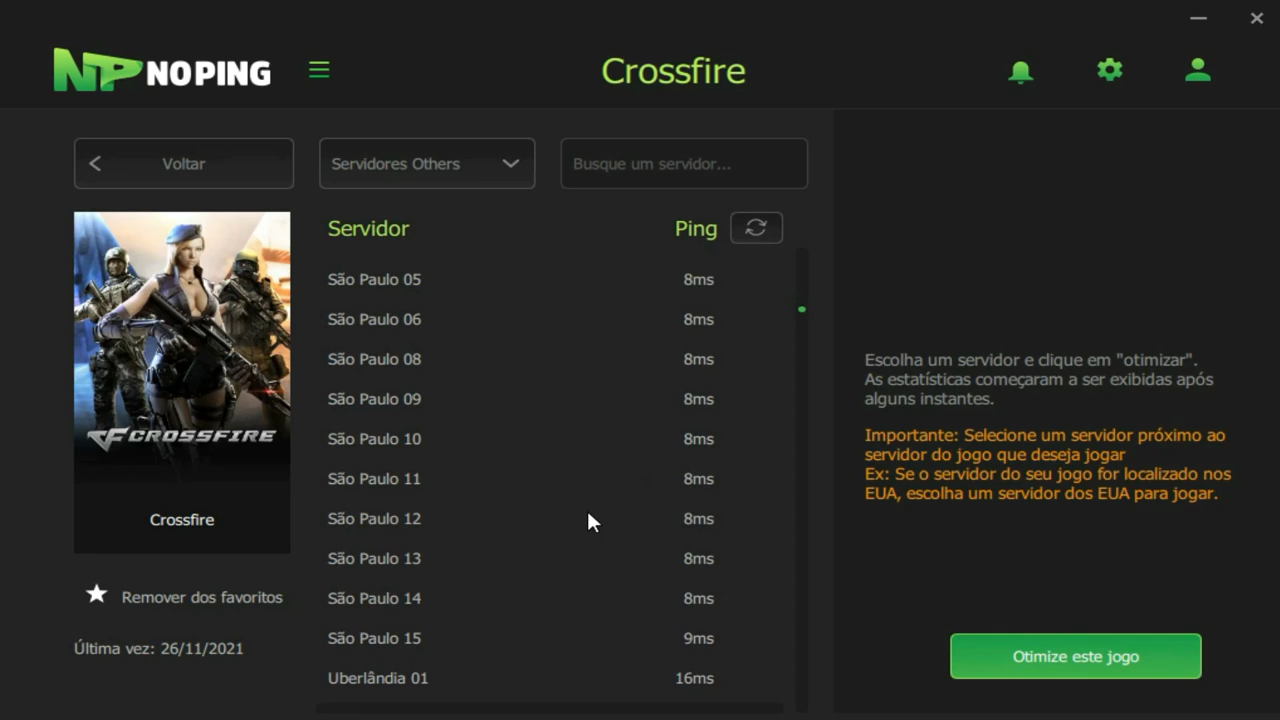 NP NOPING
Crossfire
Voltar
Servidores Others
Busque um servidor...
Servidor Ping
São Paulo 05 8ms
São Paulo 06 8ms
São Paulo 08 8ms
São Paulo 09 8ms
São Paulo 10 8ms
São Paulo 11 8ms
São Paulo 12 8ms
São Paulo 13 8ms
São Paulo 14 8ms
São Paulo 15 9ms
Uberlândia 01 16ms
CF CROSSFIRE
Crossfire
Remover dos favoritos
Última vez: 26/11/2021
Escolha um servidor e clique em "otimizar".
As estatísticas começaram a ser exibidas após
alguns instantes.
Importante: Selecione um servidor próximo ao
servidor do jogo que deseja jogar
Ex: Se o servidor do seu jogo for localizado nos
EUA, escolha um servidor dos EUA para jogar.
Otimize este jogo